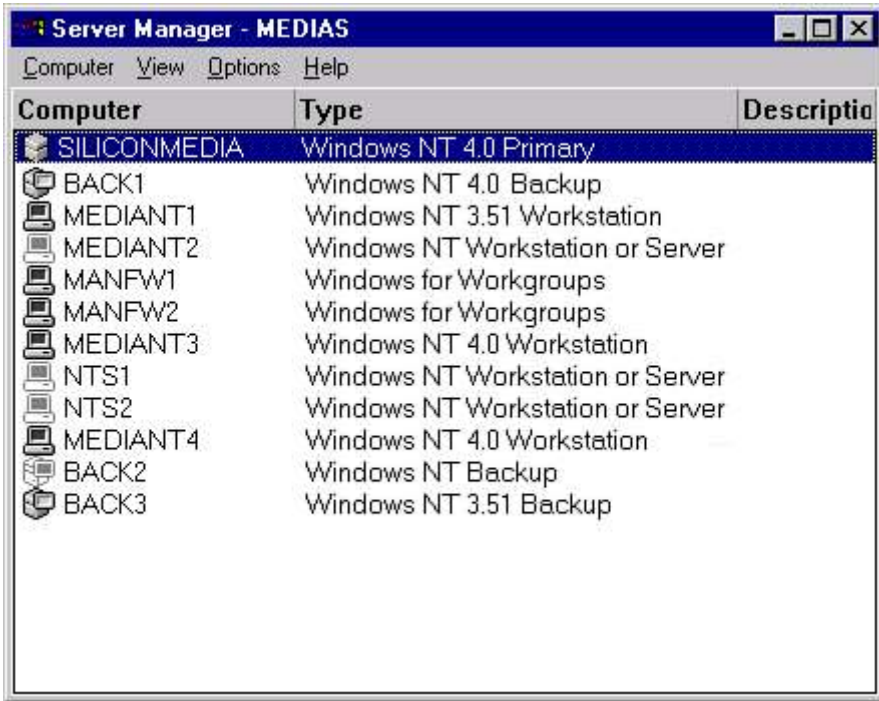 Server Manager - MEDIAS
Computer View Options Help
Computer Type Descriptio
SILICONMEDIA Windows NT 4.0 Primary
BACK1 Windows NT 4.0 Backup
MEDIANT1 Windows NT 3.51 Workstation
MEDIANT2 Windows NT Workstation or Server
MANFW1 Windows for Workgroups
MANFW2 Windows for Workgroups
MEDIANT3 Windows NT 4.0 Workstation
NTS1 Windows NT Workstation or Server
NTS2 Windows NT Workstation or Server
MEDIANT4 Windows NT 4.0 Workstation
BACK2 Windows NT Backup
BACK3 Windows NT 3.51 Backup